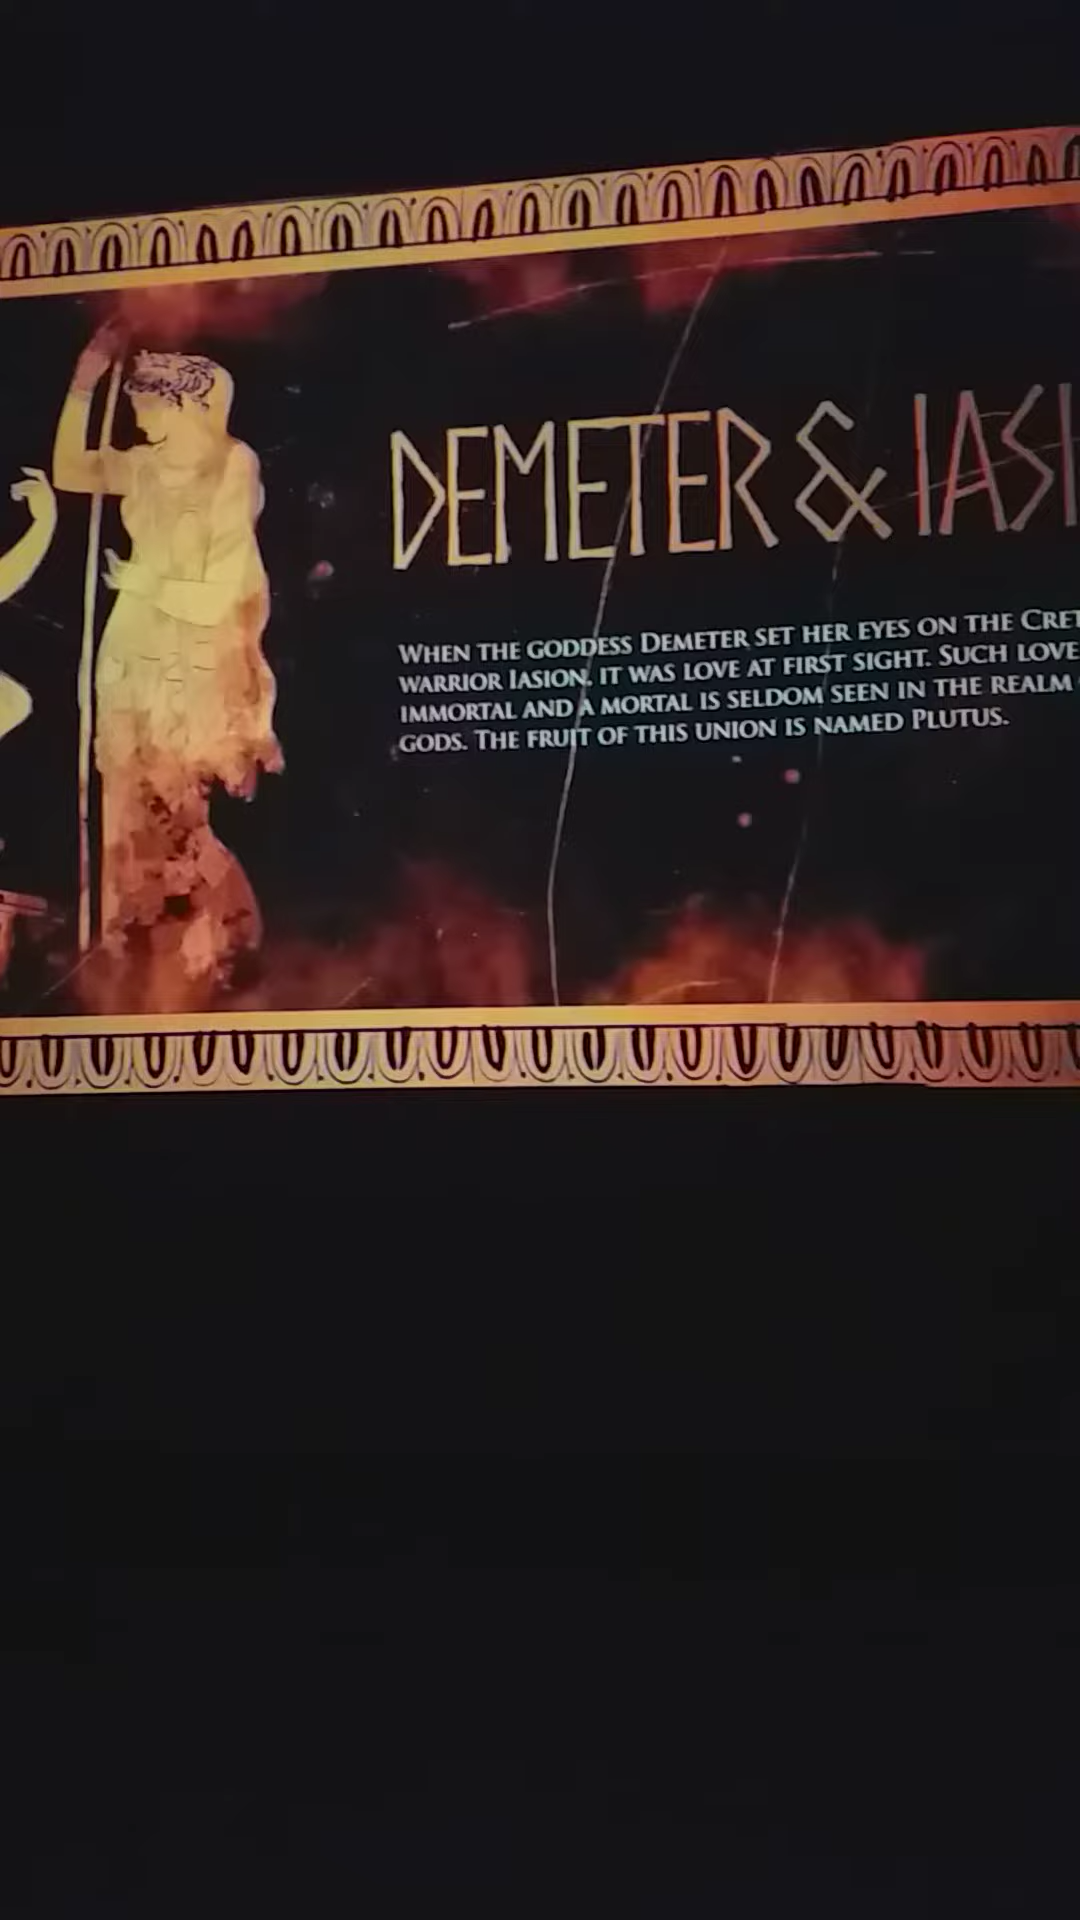 DEMETER & IASI
WHEN THE GODDESS DEMETER SET HER EYES ON THE CRET
WARRIOR IASION, IT WAS LOVE AT FIRST SIGHT. SUCH LOVE
IMMORTAL AND A MORTAL IS SELDOM SEEN IN THE REALM
GODS. THE FRUIT OF THIS UNION IS NAMED PLUTUS.